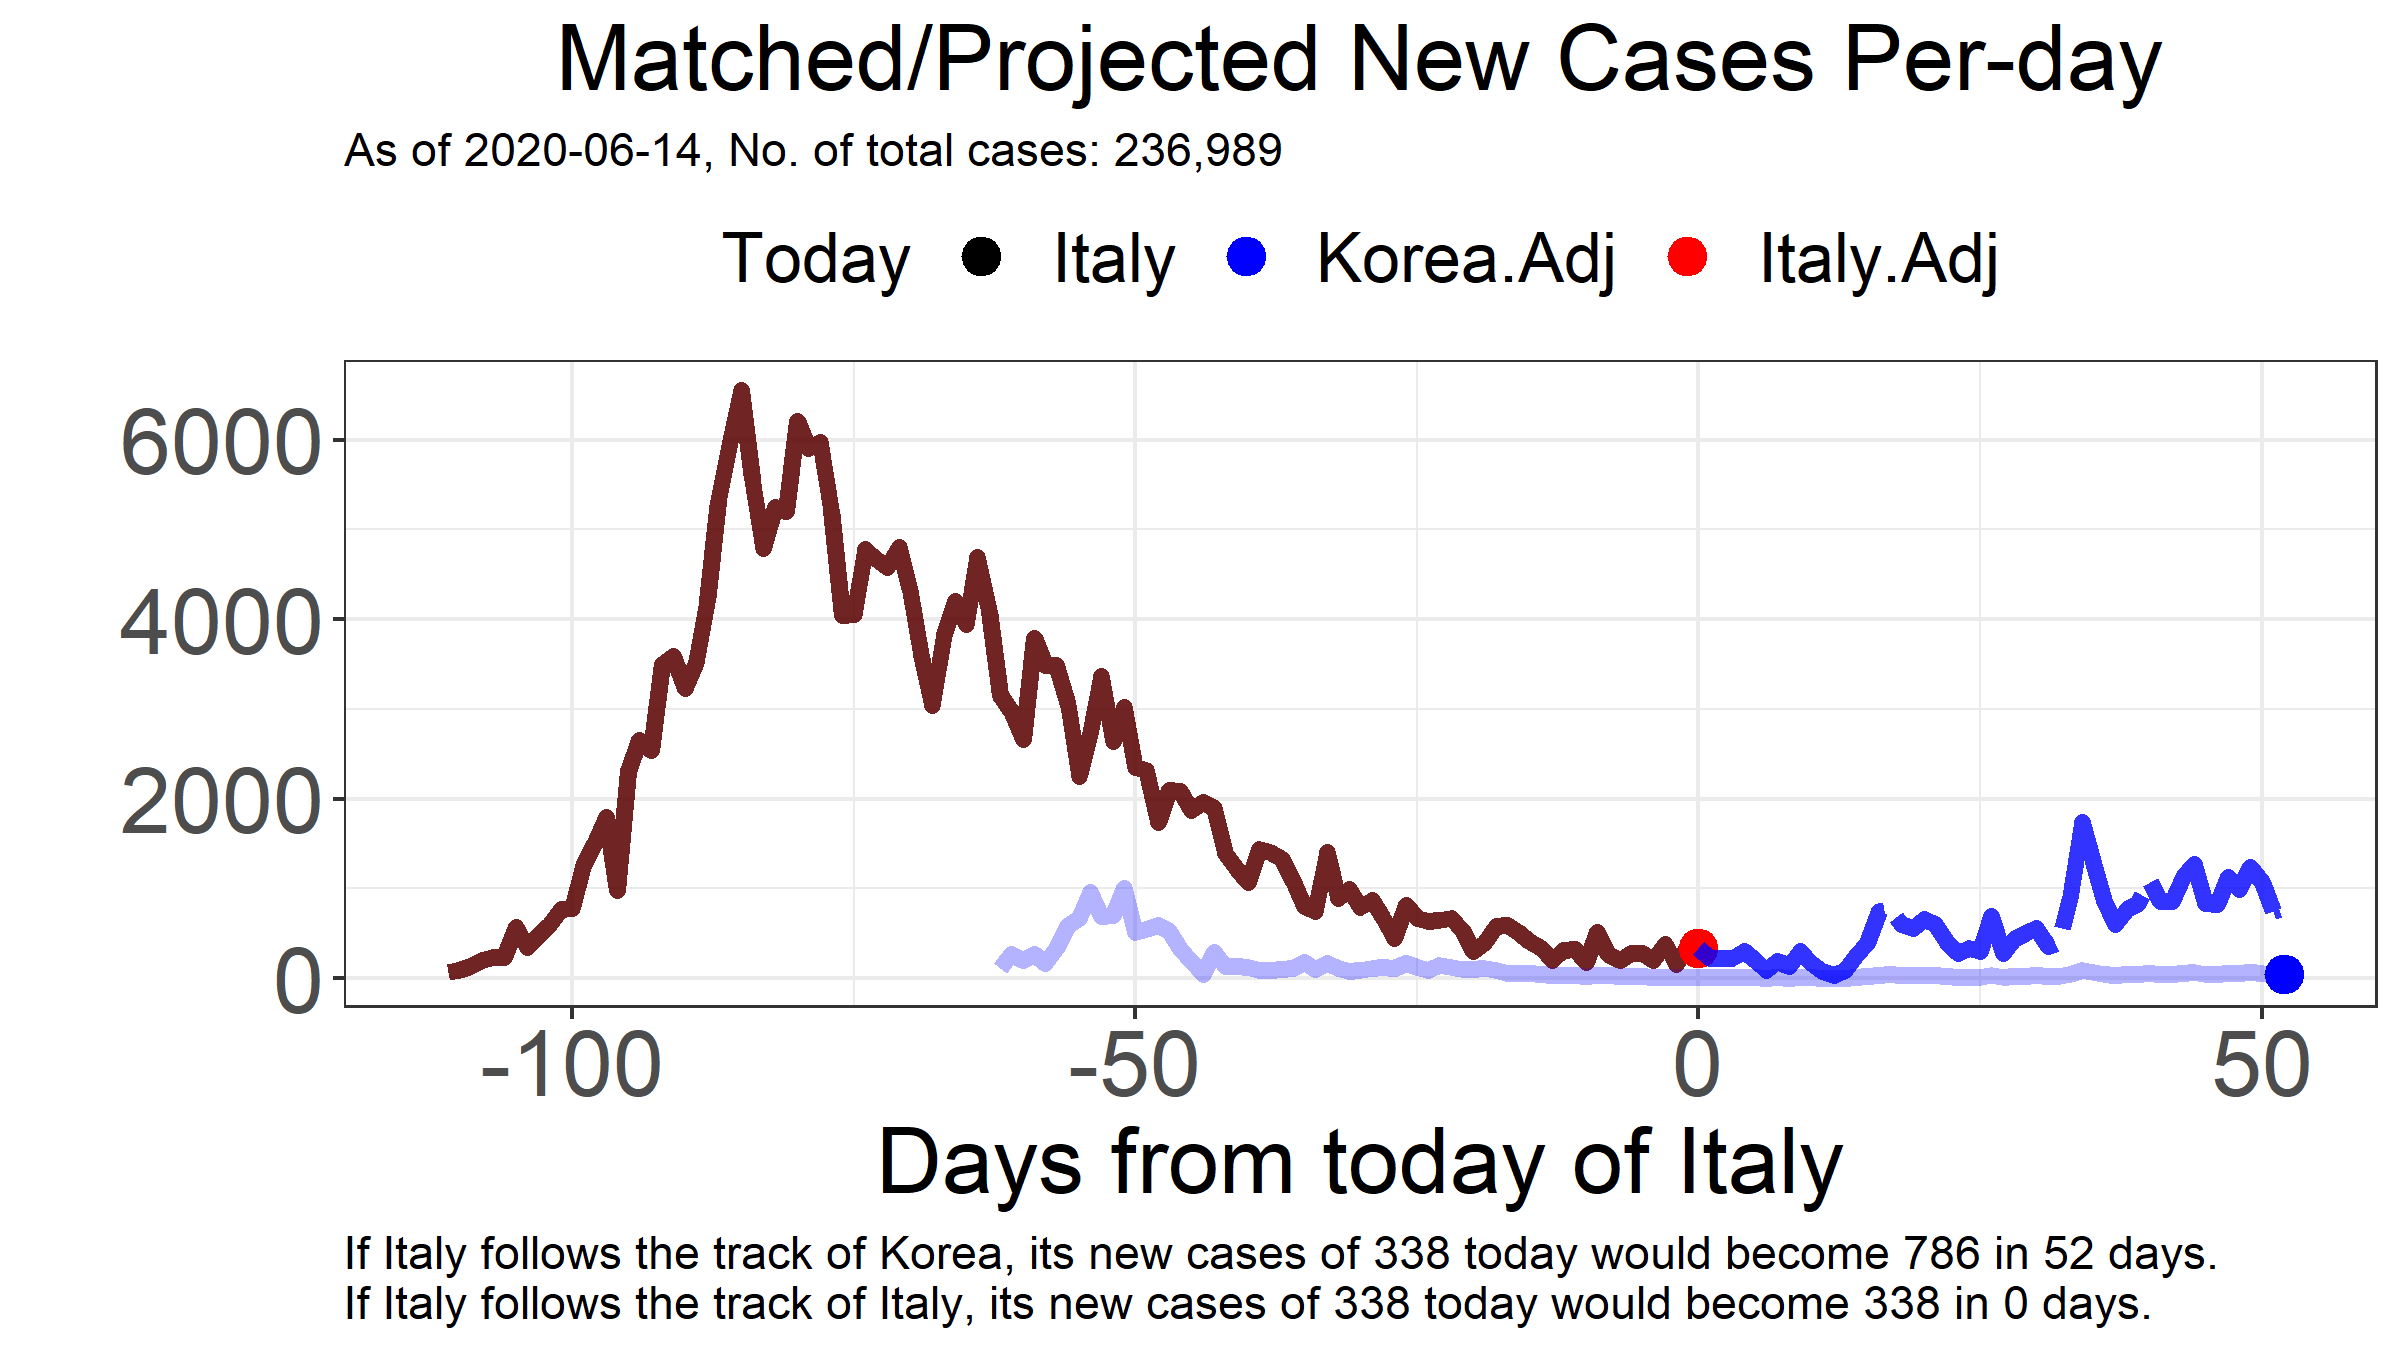 Matched/Projected New Cases Per-day
As of 2020-06-14, No. of total cases: 236,989
Today Italy Korea.Adj Italy.Adj
6000
4000
2000
0
-100 -50 0 50
Days from today of Italy
If Italy follows the track of Korea, its new cases of 338 today would become 786 in 52 days.
If Italy follows the track of Italy, its new cases of 338 today would become 338 in 0 days.